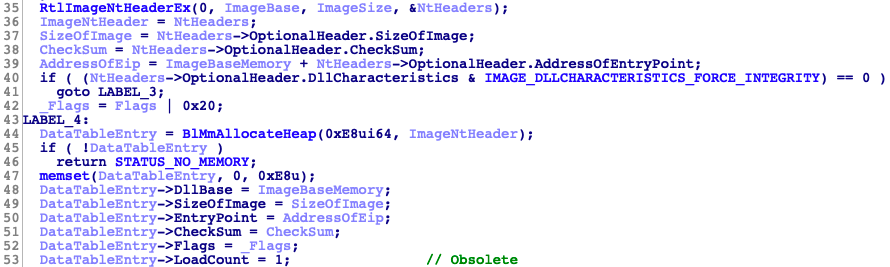 35 RtlImageNtHeaderEx(0, ImageBase, ImageSize, &NtHeaders);
36 ImageNtHeader = NtHeaders;
37 SizeOfImage = NtHeaders->OptionalHeader.SizeOfImage;
38 CheckSum = NtHeaders->OptionalHeader.CheckSum;
39 AddressOfEip = ImageBaseMemory + NtHeaders->OptionalHeader.AddressOfEntryPoint;
40 if ( (NtHeaders->OptionalHeader.DllCharacteristics & IMAGE_DLLCHARACTERISTICS_FORCE_INTEGRITY) == 0 )
41 goto LABEL_3;
42 _Flags = Flags | 0x20;
43 LABEL_4:
44 DataTableEntry = BlMmAllocateHeap(0xE8ui64, ImageNtHeader);
45 if ( !DataTableEntry )
46 return STATUS_NO_MEMORY;
47 memset(DataTableEntry, 0, 0xE8u);
48 DataTableEntry->DllBase = ImageBaseMemory;
49 DataTableEntry->SizeOfImage = SizeOfImage;
50 DataTableEntry->EntryPoint = AddressOfEip;
51 DataTableEntry->CheckSum = CheckSum;
52 DataTableEntry->Flags = _Flags;
53 DataTableEntry->LoadCount = 1; // Obsolete